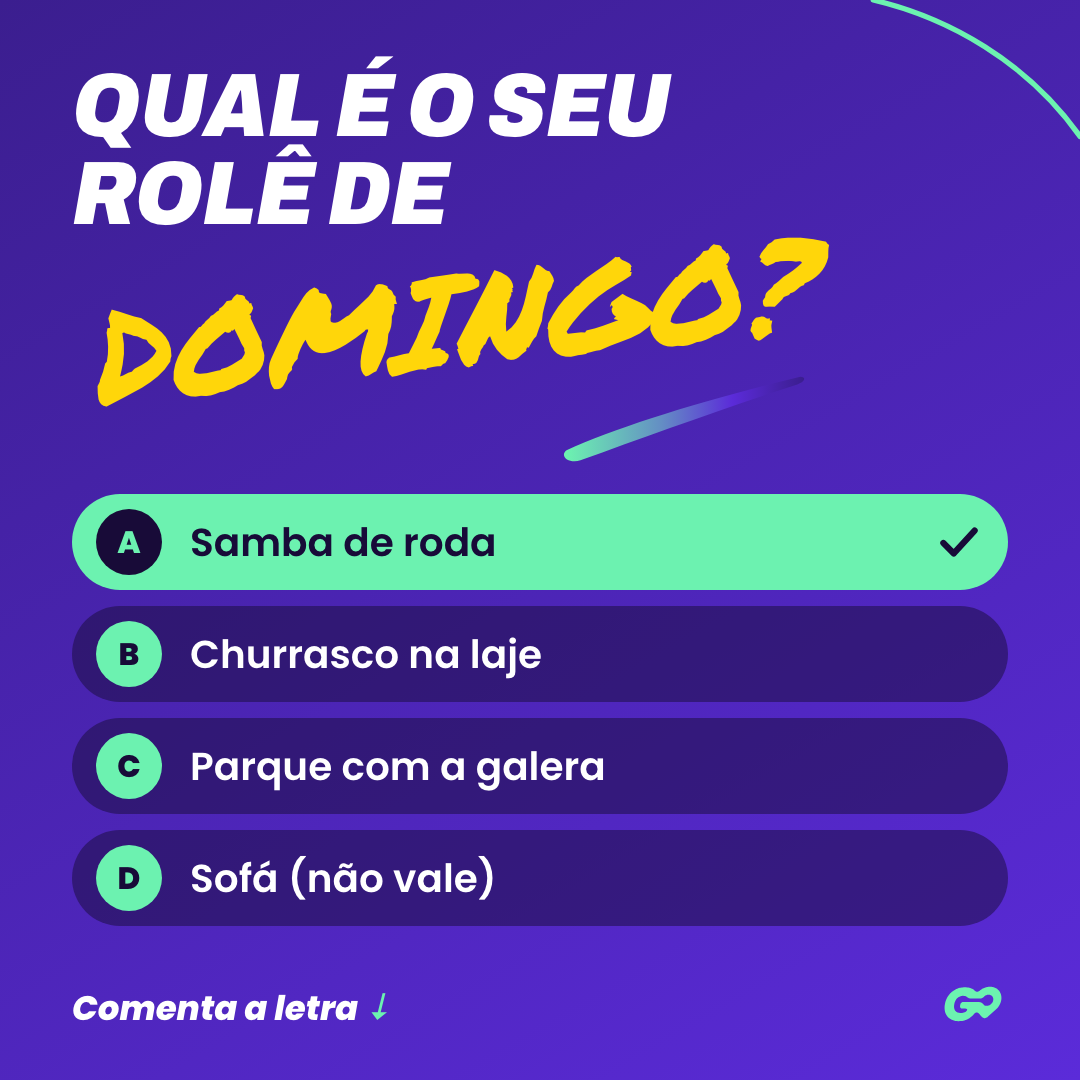 QUAL É O SEU
ROLÊ DE
DOMINGO?
A Samba de roda
B Churrasco na laje
C Parque com a galera
D Sofá (não vale)
Comenta a letra ↓
GO